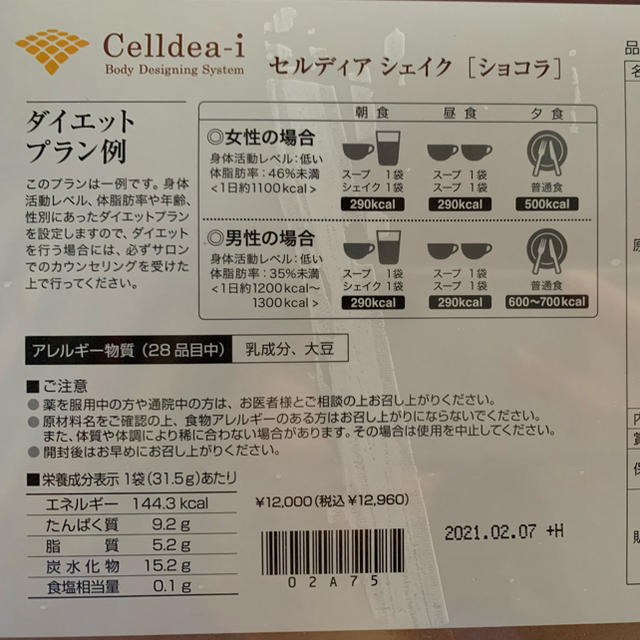 Celldea-i
Body Designing System
セルディア シェイク [ショコラ]
ダイエット
プラン例
このプランは一例です。身体
活動レベル、体脂肪率や年齢、
性別にあったダイエットプラン
を設定しますので、ダイエット
を行う場合には、必ずサロン
でのカウンセリングを受けた
上で行ってください。
朝食 昼食 夕食
◎女性の場合
身体活動レベル:低い
体脂肪率:46%未満
<1日約1100kcal>
スープ 1袋
シェイク 1袋
290kcal
スープ 1袋
スープ 1袋
290kcal
普通食
500kcal
◎男性の場合
身体活動レベル:低い
体脂肪率:35%未満
<1日約1200kcal~
1300kcal>
スープ 1袋
シェイク 1袋
290kcal
スープ 1袋
スープ 1袋
290kcal
普通食
600~700kcal
アレルギー物質(28品目中) 乳成分、大豆
■ご注意
●薬を服用中の方や通院中の方は、お医者様とご相談の上お召し上がりください。
●原材料名をご確認の上、食物アレルギーのある方はお召し上がりにならないでください。
また、体質や体調により稀に合わない場合があります。その場合は使用を中止してください。
●開封後はお早めにお召し上がりください。
■栄養成分表示 1袋(31.5g)あたり
エネルギー 144.3 kcal
たんぱく質 9.2 g
脂質 5.2 g
炭水化物 15.2 g
食塩相当量 0.1 g
¥12,000(税込¥12,960)
02A75
2021.02.07 +H
品
名
原
内
賞
保
販